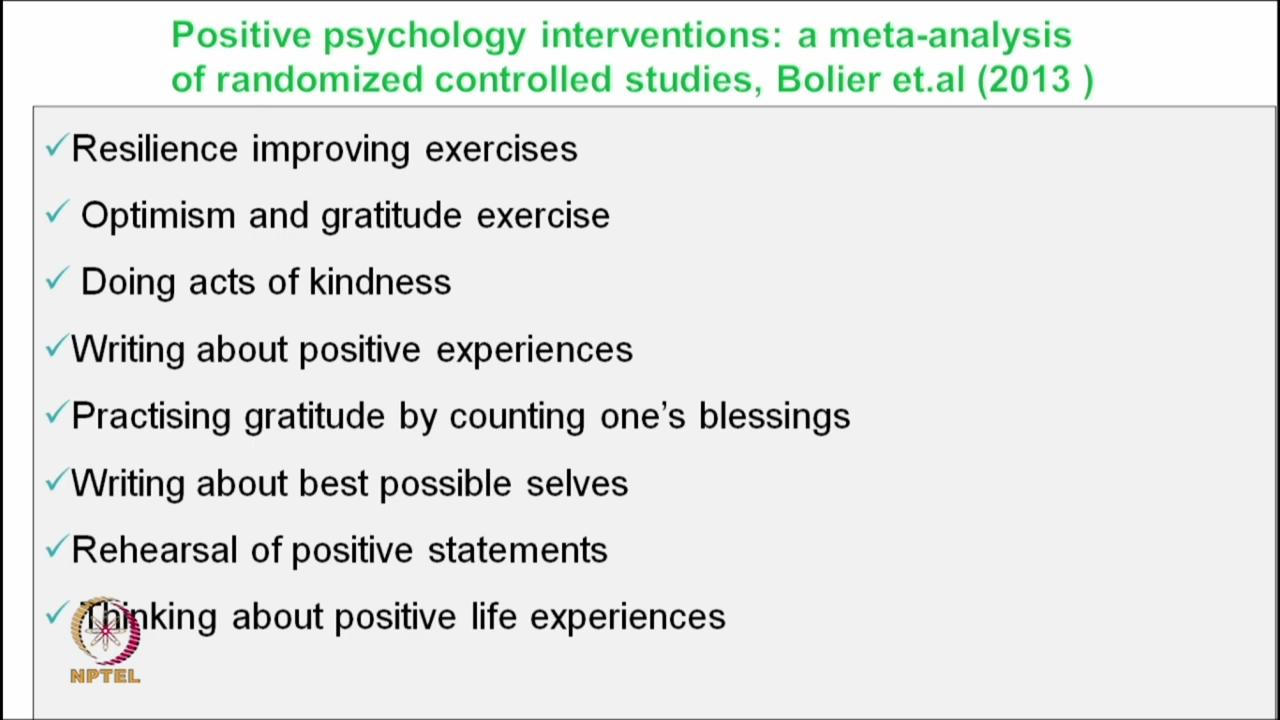 Positive psychology interventions: a meta-analysis
of randomized controlled studies, Bolier et.al (2013 )
✓Resilience improving exercises
✓ Optimism and gratitude exercise
✓ Doing acts of kindness
✓Writing about positive experiences
✓Practising gratitude by counting one’s blessings
✓Writing about best possible selves
✓Rehearsal of positive statements
✓ Thinking about positive life experiences
NPTEL